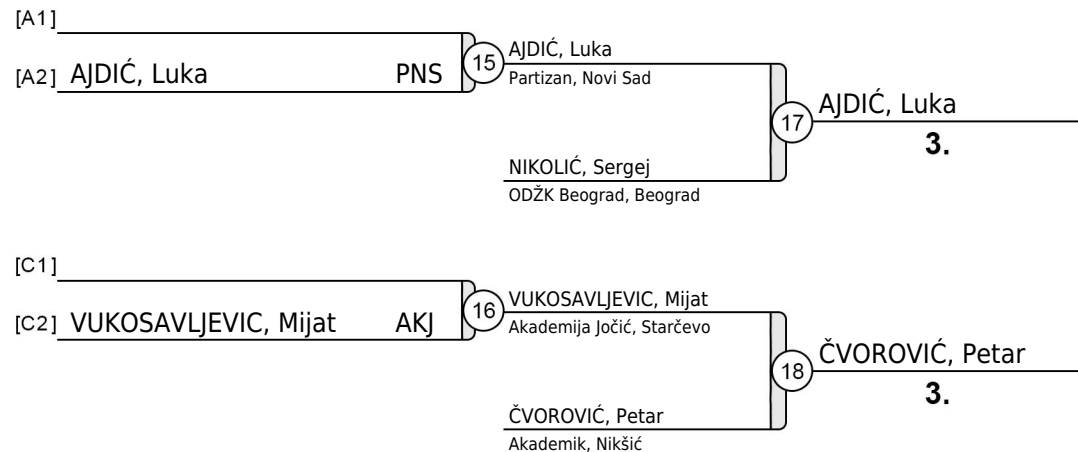 [A1]
[A2] AJDIĆ, Luka PNS
15
AJDIĆ, Luka
Partizan, Novi Sad
17
AJDIĆ, Luka
3.
NIKOLIĆ, Sergej
ODŽK Beograd, Beograd
[C1]
[C2] VUKOSAVLJEVIC, Mijat AKJ
16
VUKOSAVLJEVIC, Mijat
Akademija Jočić, Starčevo
18
ČVOROVIĆ, Petar
3.
ČVOROVIĆ, Petar
Akademik, Nikšić